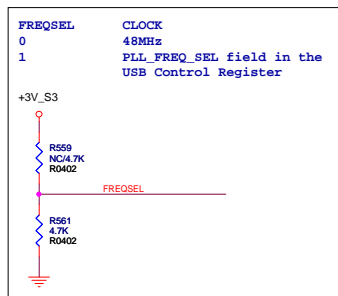 FREQSEL CLOCK
0 48MHz
1 PLL_FREQ_SEL field in the
USB Control Register
+3V_S3
R559
NC/4.7K
R0402
FREQSEL
R561
4.7K
R0402